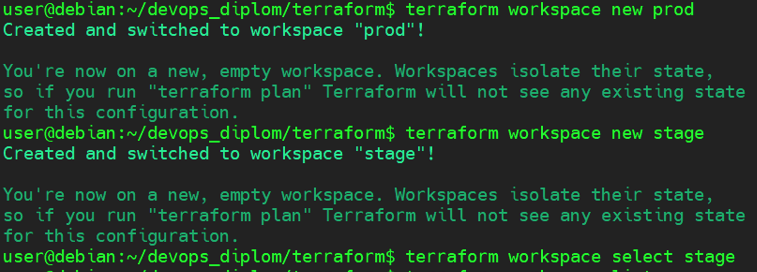 user@debian:~/devops_diplom/terraform$ terraform workspace new prod
Created and switched to workspace "prod"!
You're now on a new, empty workspace. Workspaces isolate their state,
so if you run "terraform plan" Terraform will not see any existing state
for this configuration.
user@debian:~/devops_diplom/terraform$ terraform workspace new stage
Created and switched to workspace "stage"!
You're now on a new, empty workspace. Workspaces isolate their state,
so if you run "terraform plan" Terraform will not see any existing state
for this configuration.
user@debian:~/devops_diplom/terraform$ terraform workspace select stage